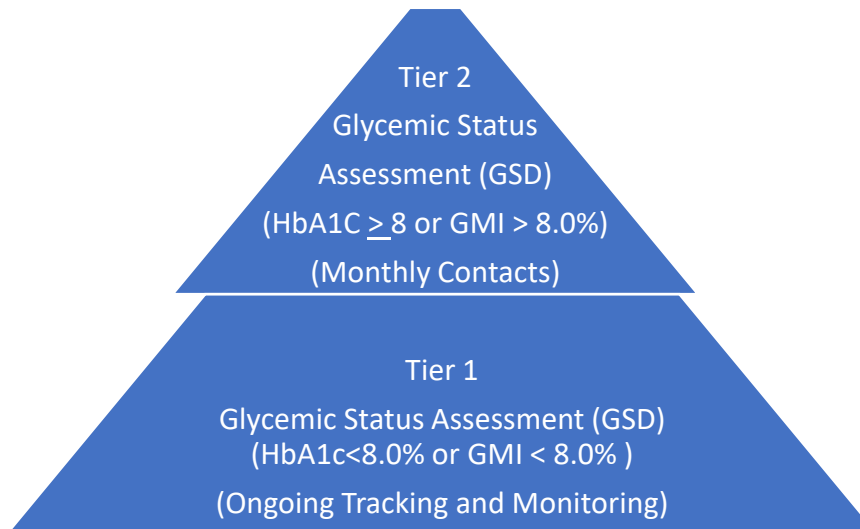 Tier 2
Glycemic Status
Assessment (GSD)
(HbA1C > 8 or GMI > 8.0%)
(Monthly Contacts)
Tier 1
Glycemic Status Assessment (GSD)
(HbA1c<8.0% or GMI < 8.0% )
(Ongoing Tracking and Monitoring)